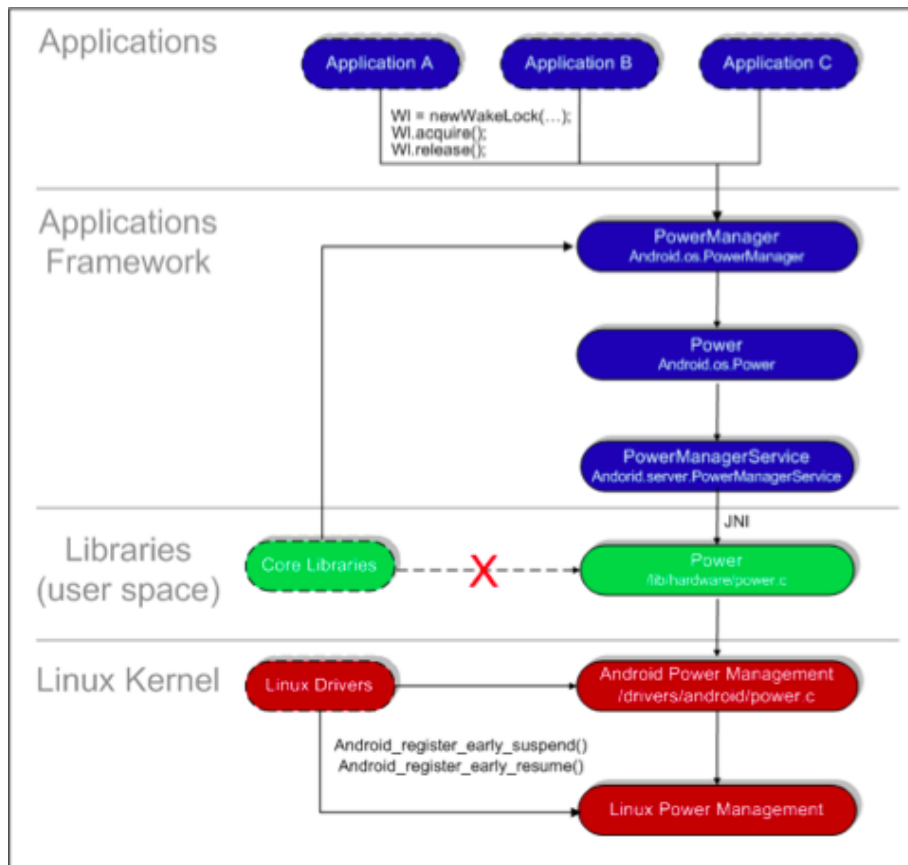 Applications
Application A
Application B
Application C
Wl = newWakeLock(…);
Wl.acquire();
Wl.release();
Applications
Framework
PowerManager
Android.os.PowerManager
Power
Android.os.Power
PowerManagerService
Andorid.server.PowerManagerService
JNI
Libraries
(user space)
Core Libraries
X
Power
/lib/hardware/power.c
Linux Kernel
Linux Drivers
Android Power Management
/drivers/android/power.c
Android_register_early_suspend()
Android_register_early_resume()
Linux Power Management